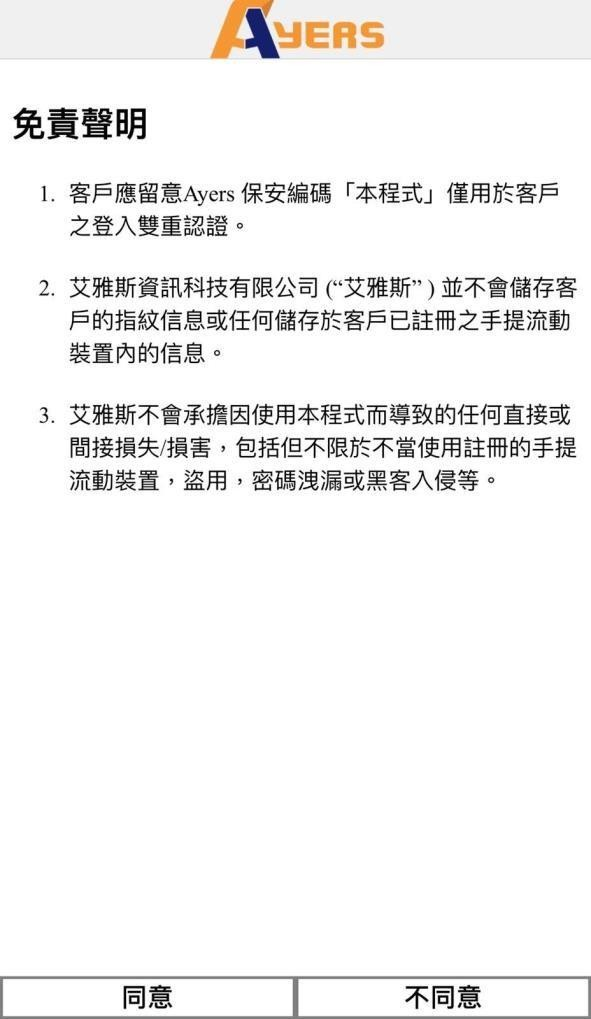 AYERS
免責聲明
1. 客戶應留意Ayers 保安編碼「本程式」僅用於客戶
之登入雙重認證。
2. 艾雅斯資訊科技有限公司 (“艾雅斯” ) 並不會儲存客
戶的指紋信息或任何儲存於客戶已註冊之手提流動
裝置內的信息。
3. 艾雅斯不會承擔因使用本程式而導致的任何直接或
間接損失/損害，包括但不限於不當使用註冊的手提
流動裝置，盜用，密碼洩漏或黑客入侵等。
同意
不同意